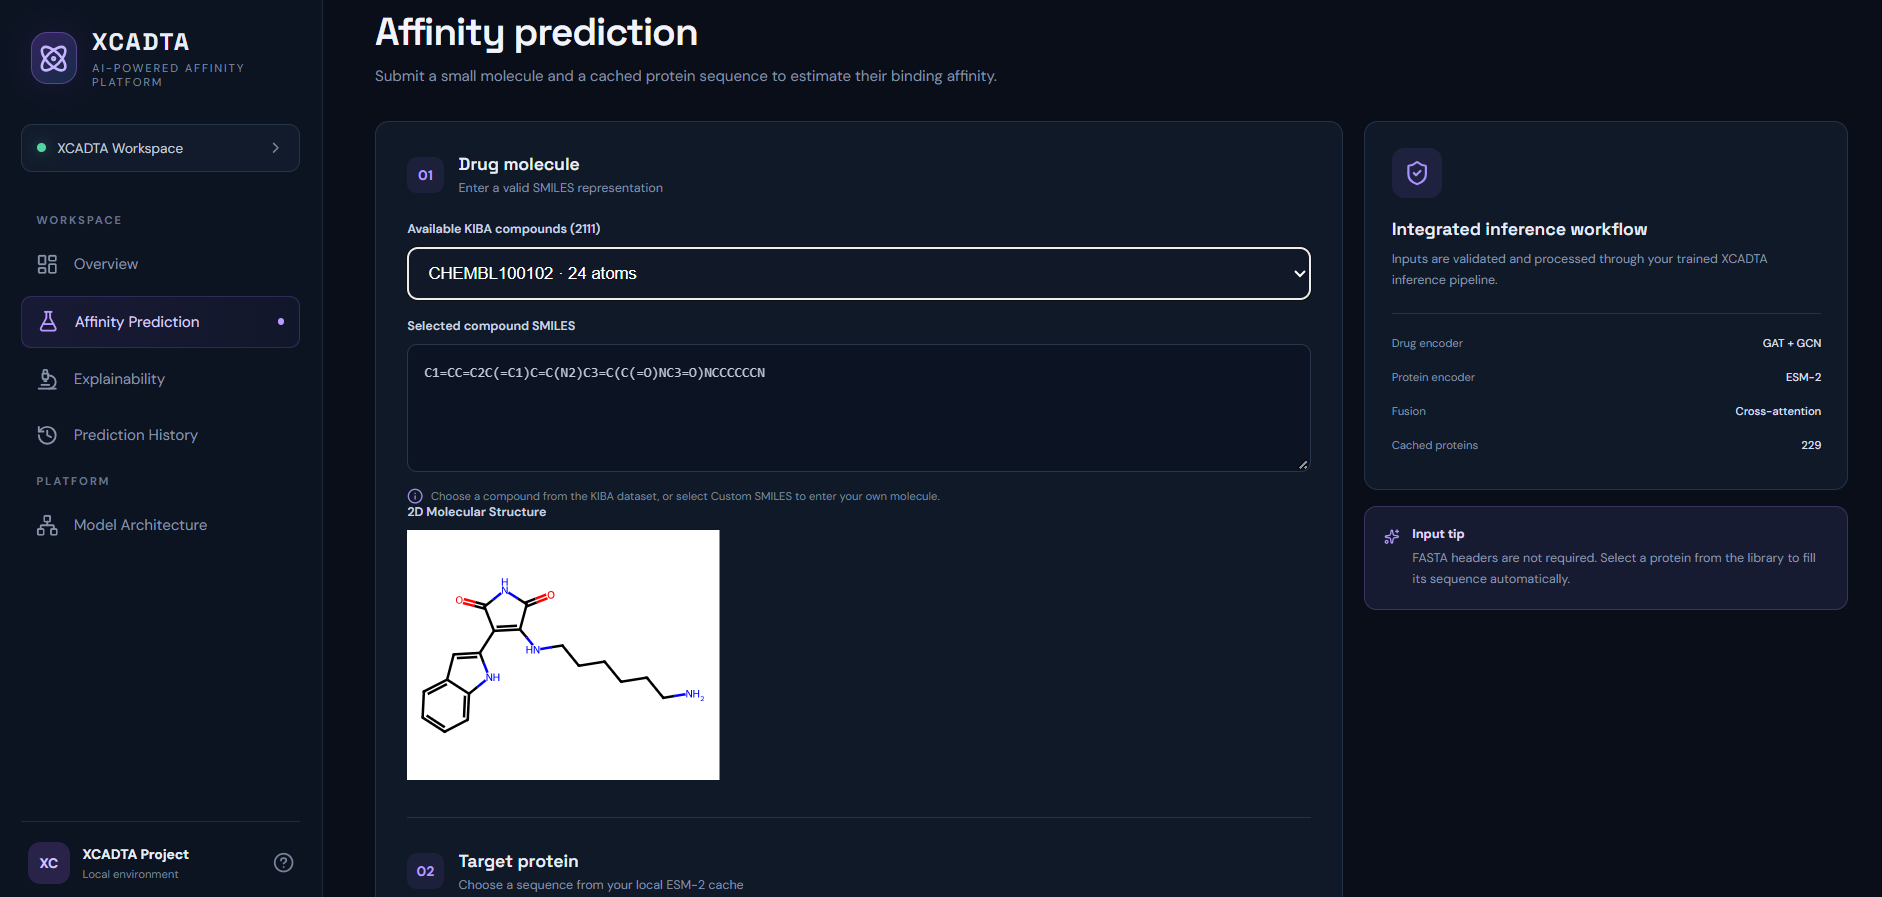 XCADTA
AI-POWERED AFFINITY
PLATFORM
XCADTA Workspace
WORKSPACE
Overview
Affinity Prediction
Explainability
Prediction History
PLATFORM
Model Architecture
XC
XCADTA Project
Local environment
Affinity prediction
Submit a small molecule and a cached protein sequence to estimate their binding affinity.
01
Drug molecule
Enter a valid SMILES representation
Available KIBA compounds (2111)
CHEMBL100102 · 24 atoms
Selected compound SMILES
C1=CC=C2C(=C1)C=C(N2)C3=C(C(=O)NC3=O)NCCCCCCN
Choose a compound from the KIBA dataset, or select Custom SMILES to enter your own molecule.
2D Molecular Structure
H
N
O
O
HN
NH
NH2
02
Target protein
Choose a sequence from your local ESM-2 cache
Integrated inference workflow
Inputs are validated and processed through your trained XCADTA
inference pipeline.
Drug encoder GAT + GCN
Protein encoder ESM-2
Fusion Cross-attention
Cached proteins 229
Input tip
FASTA headers are not required. Select a protein from the library to fill
its sequence automatically.